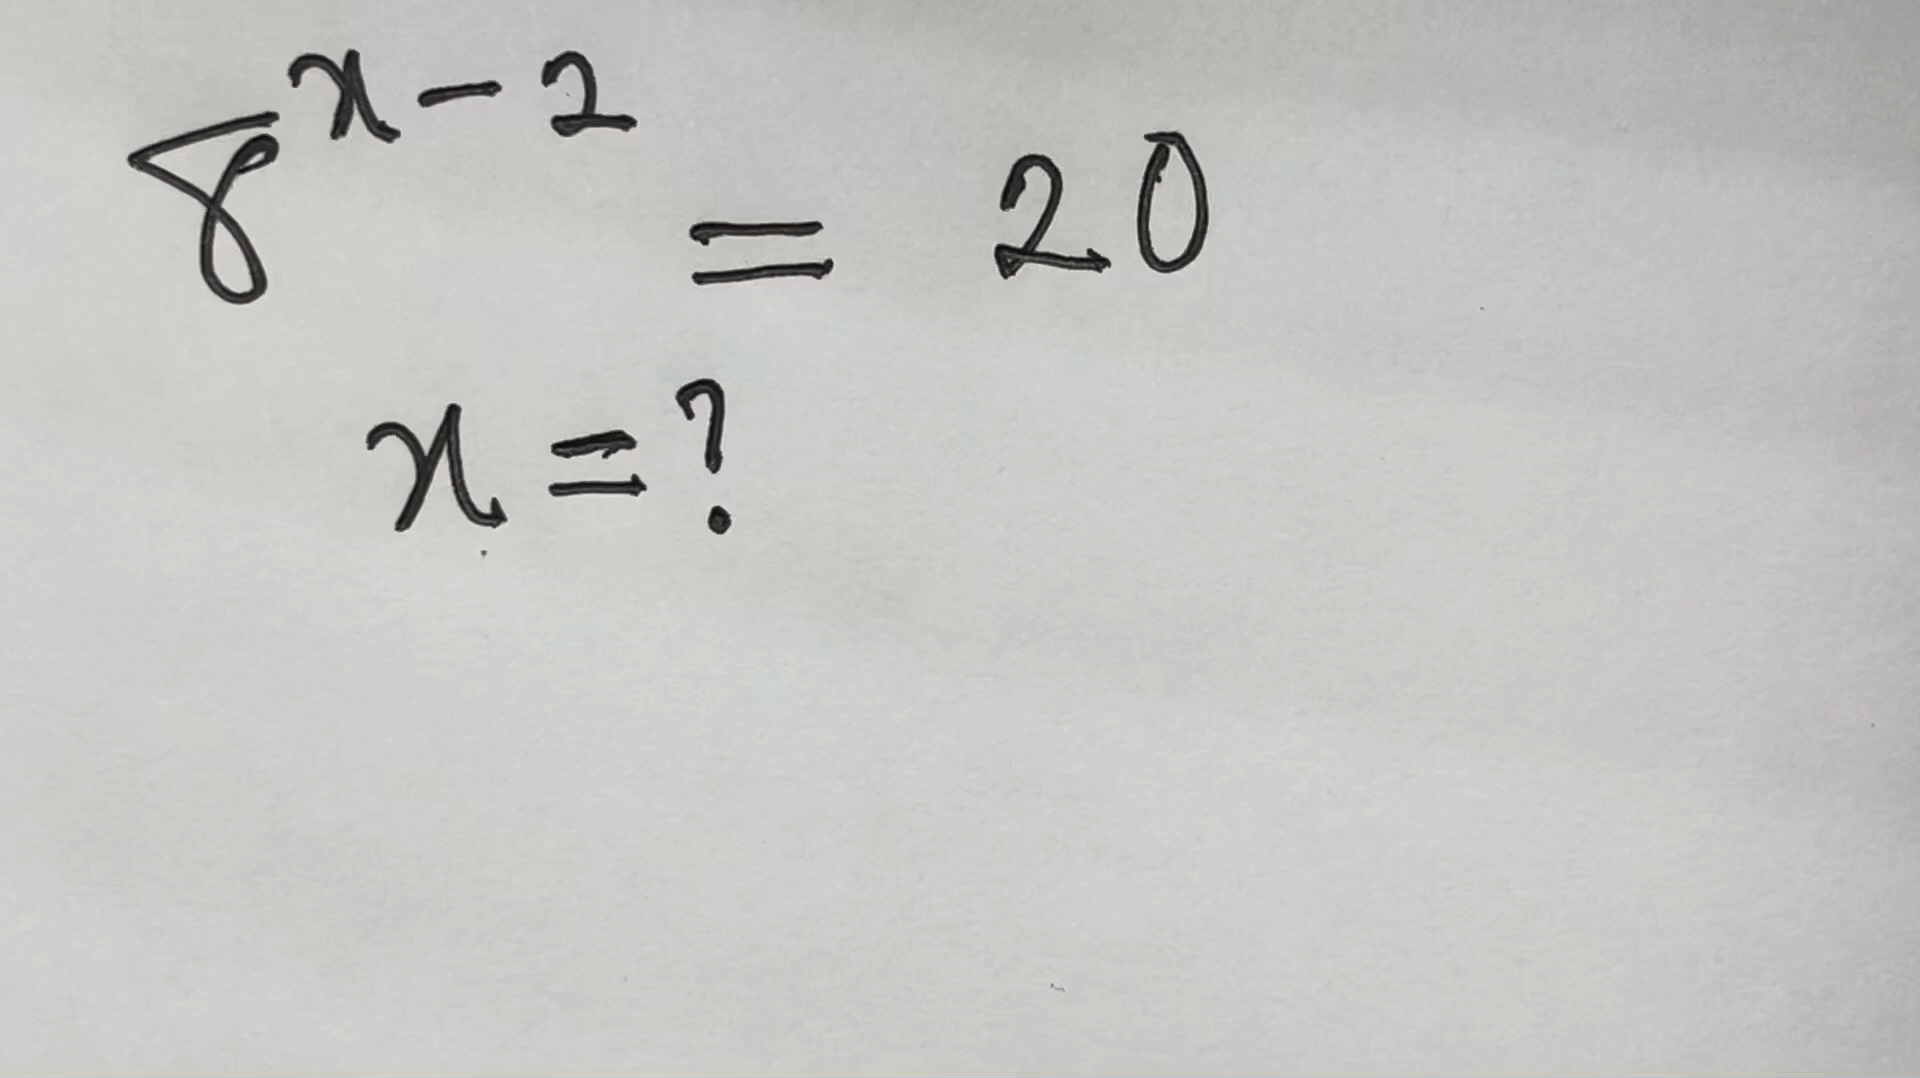 8^{x-2} = 20
x = ?